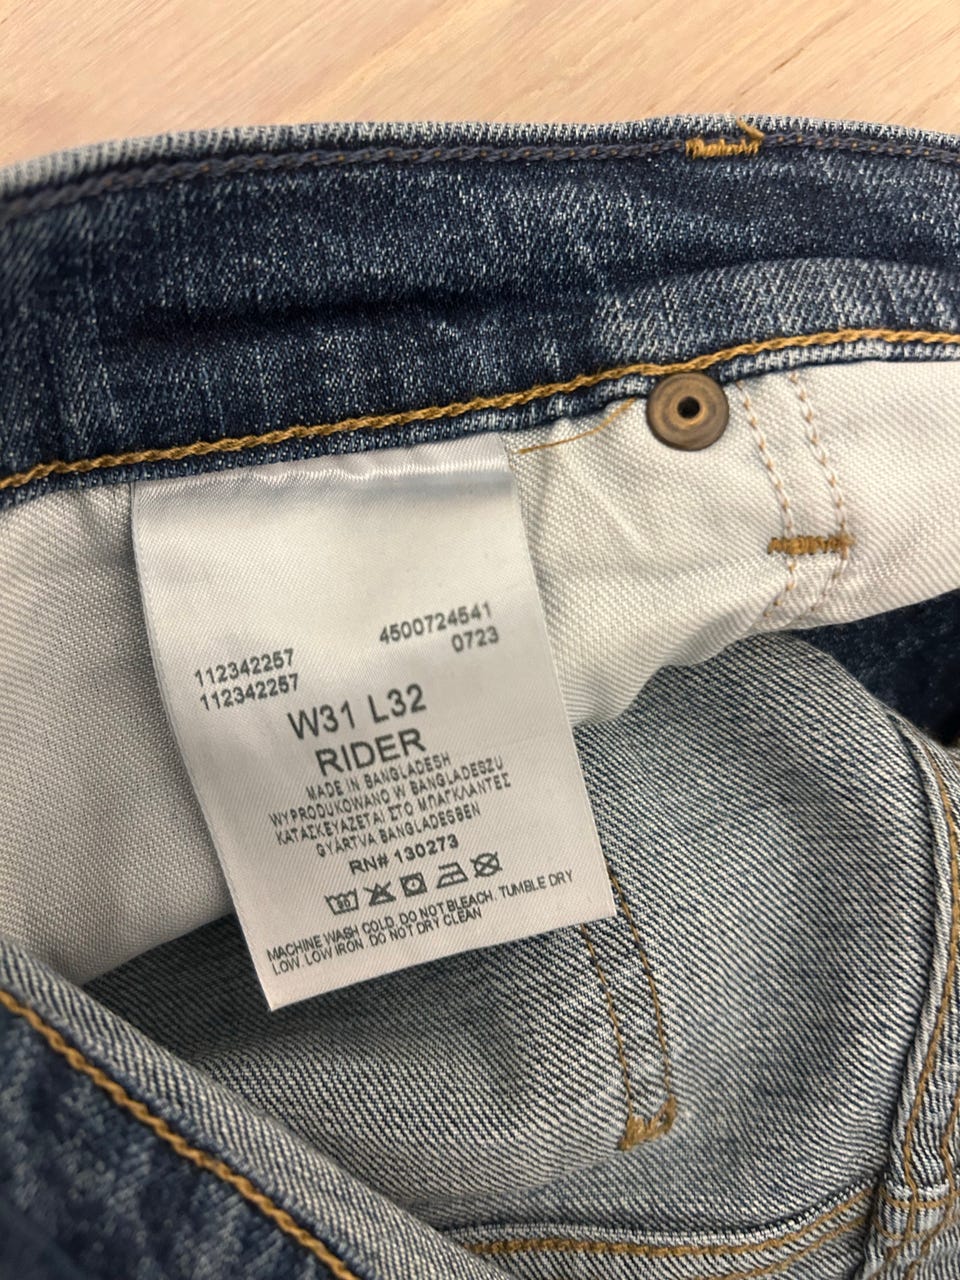 4500724541
0723
112342257
112342257
W31 L32
RIDER
MADE IN BANGLADESH
WYPRODUKOWANO W BANGLADESZU
ΚΑΤΑΣΚΕΥΑΖΕΤΑΙ ΣΤΟ ΜΠΑΓΚΛΑΝΤΕΣ
GYÁRTVA BANGLADESBEN
RN# 130273
30
MACHINE WASH COLD. DO NOT BLEACH. TUMBLE DRY
LOW. LOW IRON. DO NOT DRY CLEAN